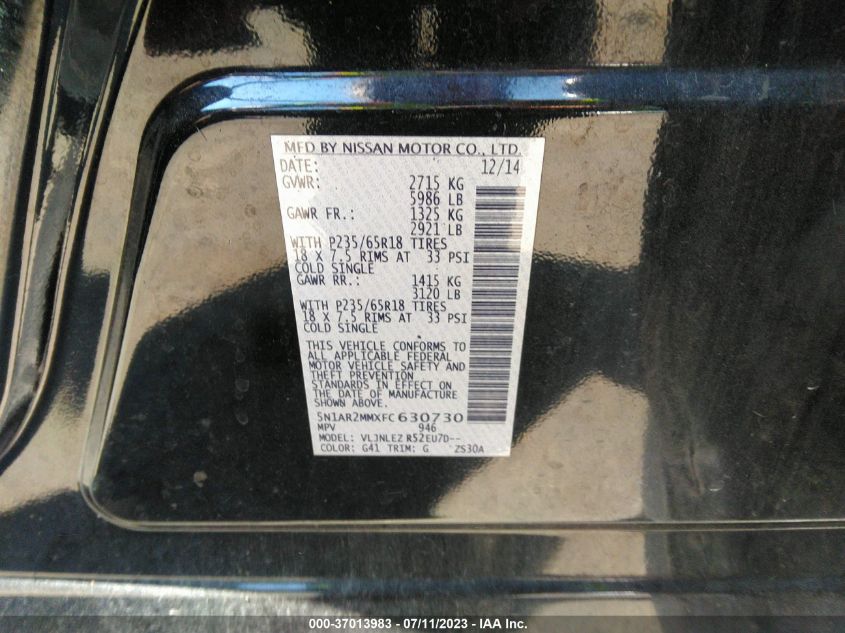 MFD BY NISSAN MOTOR CO., LTD.
DATE: 12/14
GVWR: 2715 KG
5986 LB
GAWR FR.: 1325 KG
2921 LB
WITH P235/65R18 TIRES
18 X 7.5 RIMS AT 33 PSI
COLD SINGLE
GAWR RR.: 1415 KG
3120 LB
WITH P235/65R18 TIRES
18 X 7.5 RIMS AT 33 PSI
COLD SINGLE
THIS VEHICLE CONFORMS TO
ALL APPLICABLE FEDERAL
MOTOR VEHICLE SAFETY AND
THEFT PREVENTION
STANDARDS IN EFFECT ON
THE DATE OF MANUFACTURE
SHOWN ABOVE.
5N1AR2MMXFC630730
MPV 946
MODEL: VLJNLEZ R52EU7D--
COLOR: G41 TRIM: G ZS30A
000-37013983 / 07/11/2023 - IAA Inc.